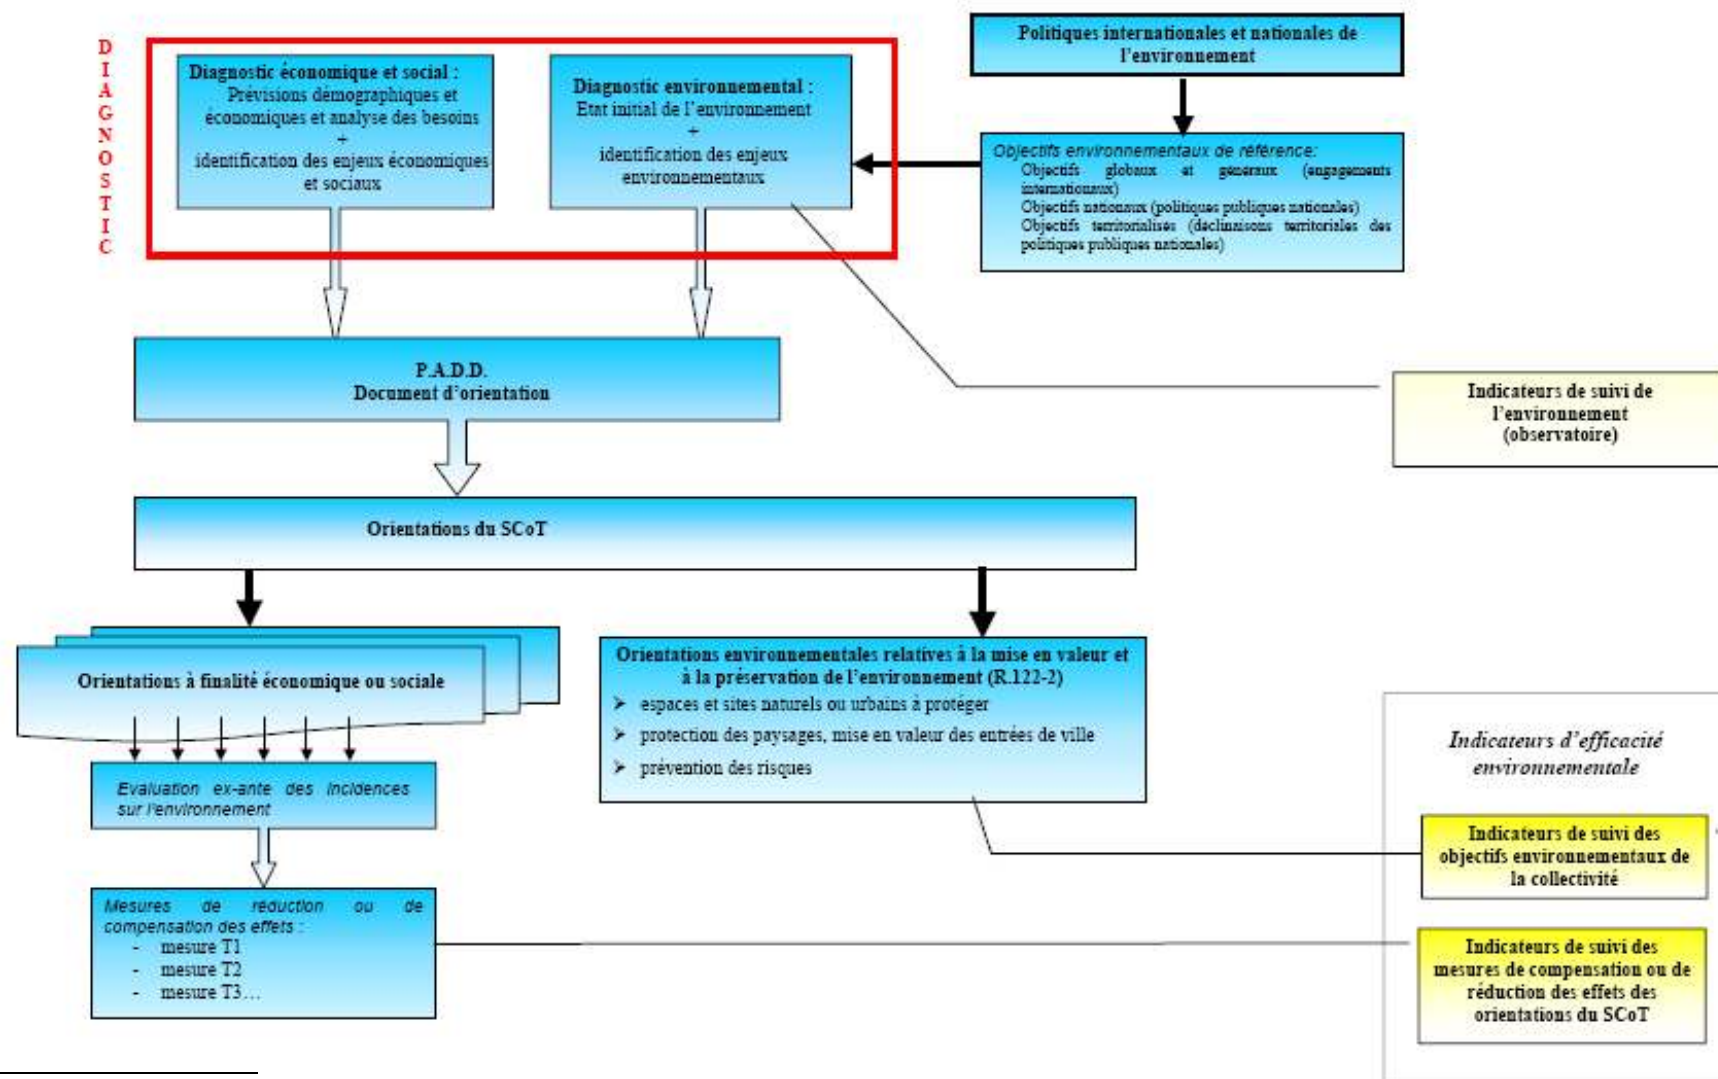 DIAGNOSTIC
Diagnostic économique et social :
Prévisions démographiques et
économiques et analyse des besoins
+
identification des enjeux économiques
et sociaux
Diagnostic environnemental :
Etat initial de l'environnement
+
identification des enjeux
environnementaux
Politiques internationales et nationales de
l'environnement
Objectifs environnementaux de référence:
Objectifs globaux et généraux (engagements
internationaux)
Objectifs nationaux (politiques publiques nationales)
Objectifs territorialisés (déclinaisons territoriales des
politiques publiques nationales)
P.A.D.D.
Document d'orientation
Indicateurs de suivi de
l'environnement
(observatoire)
Orientations du SCoT
Orientations à finalité économique ou sociale
Orientations environnementales relatives à la mise en valeur et
à la préservation de l'environnement (R.122-2)
➢ espaces et sites naturels ou urbains à protéger
➢ protection des paysages, mise en valeur des entrées de ville
➢ prévention des risques
Evaluation ex-ante des incidences
sur l'environnement
Mesures de réduction ou de
compensation des effets :
- mesure T1
- mesure T2
- mesure T3…
Indicateurs d'efficacité
environnementale
Indicateurs de suivi des
objectifs environnementaux de
la collectivité
Indicateurs de suivi des
mesures de compensation ou de
réduction des effets des
orientations du SCoT